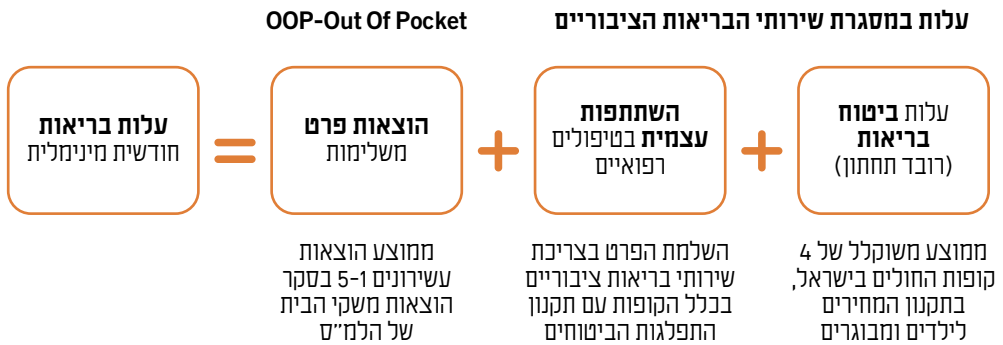 עלות במסגרת שירותי הבריאות הציבוריים
OOP-Out Of Pocket
עלות ביטוח
בריאות
(רובד תחתון)
+
השתתפות
עצמית בטיפולים
רפואיים
+
הוצאות פרט
משלימות
=
עלות בריאות
חודשית מינימלית
ממוצע משוקלל של 4
קופות החולים בישראל,
בתקנון המחירים
לילדים ומבוגרים
השלמת הפרט בצריכת
שירותי בריאות ציבוריים
בכלל הקופות עם תקנון
התפלגות הביטוחים
ממוצע הוצאות
עשירונים 5-1 בסקר
הוצאות משקי הבית
של הלמ״ס